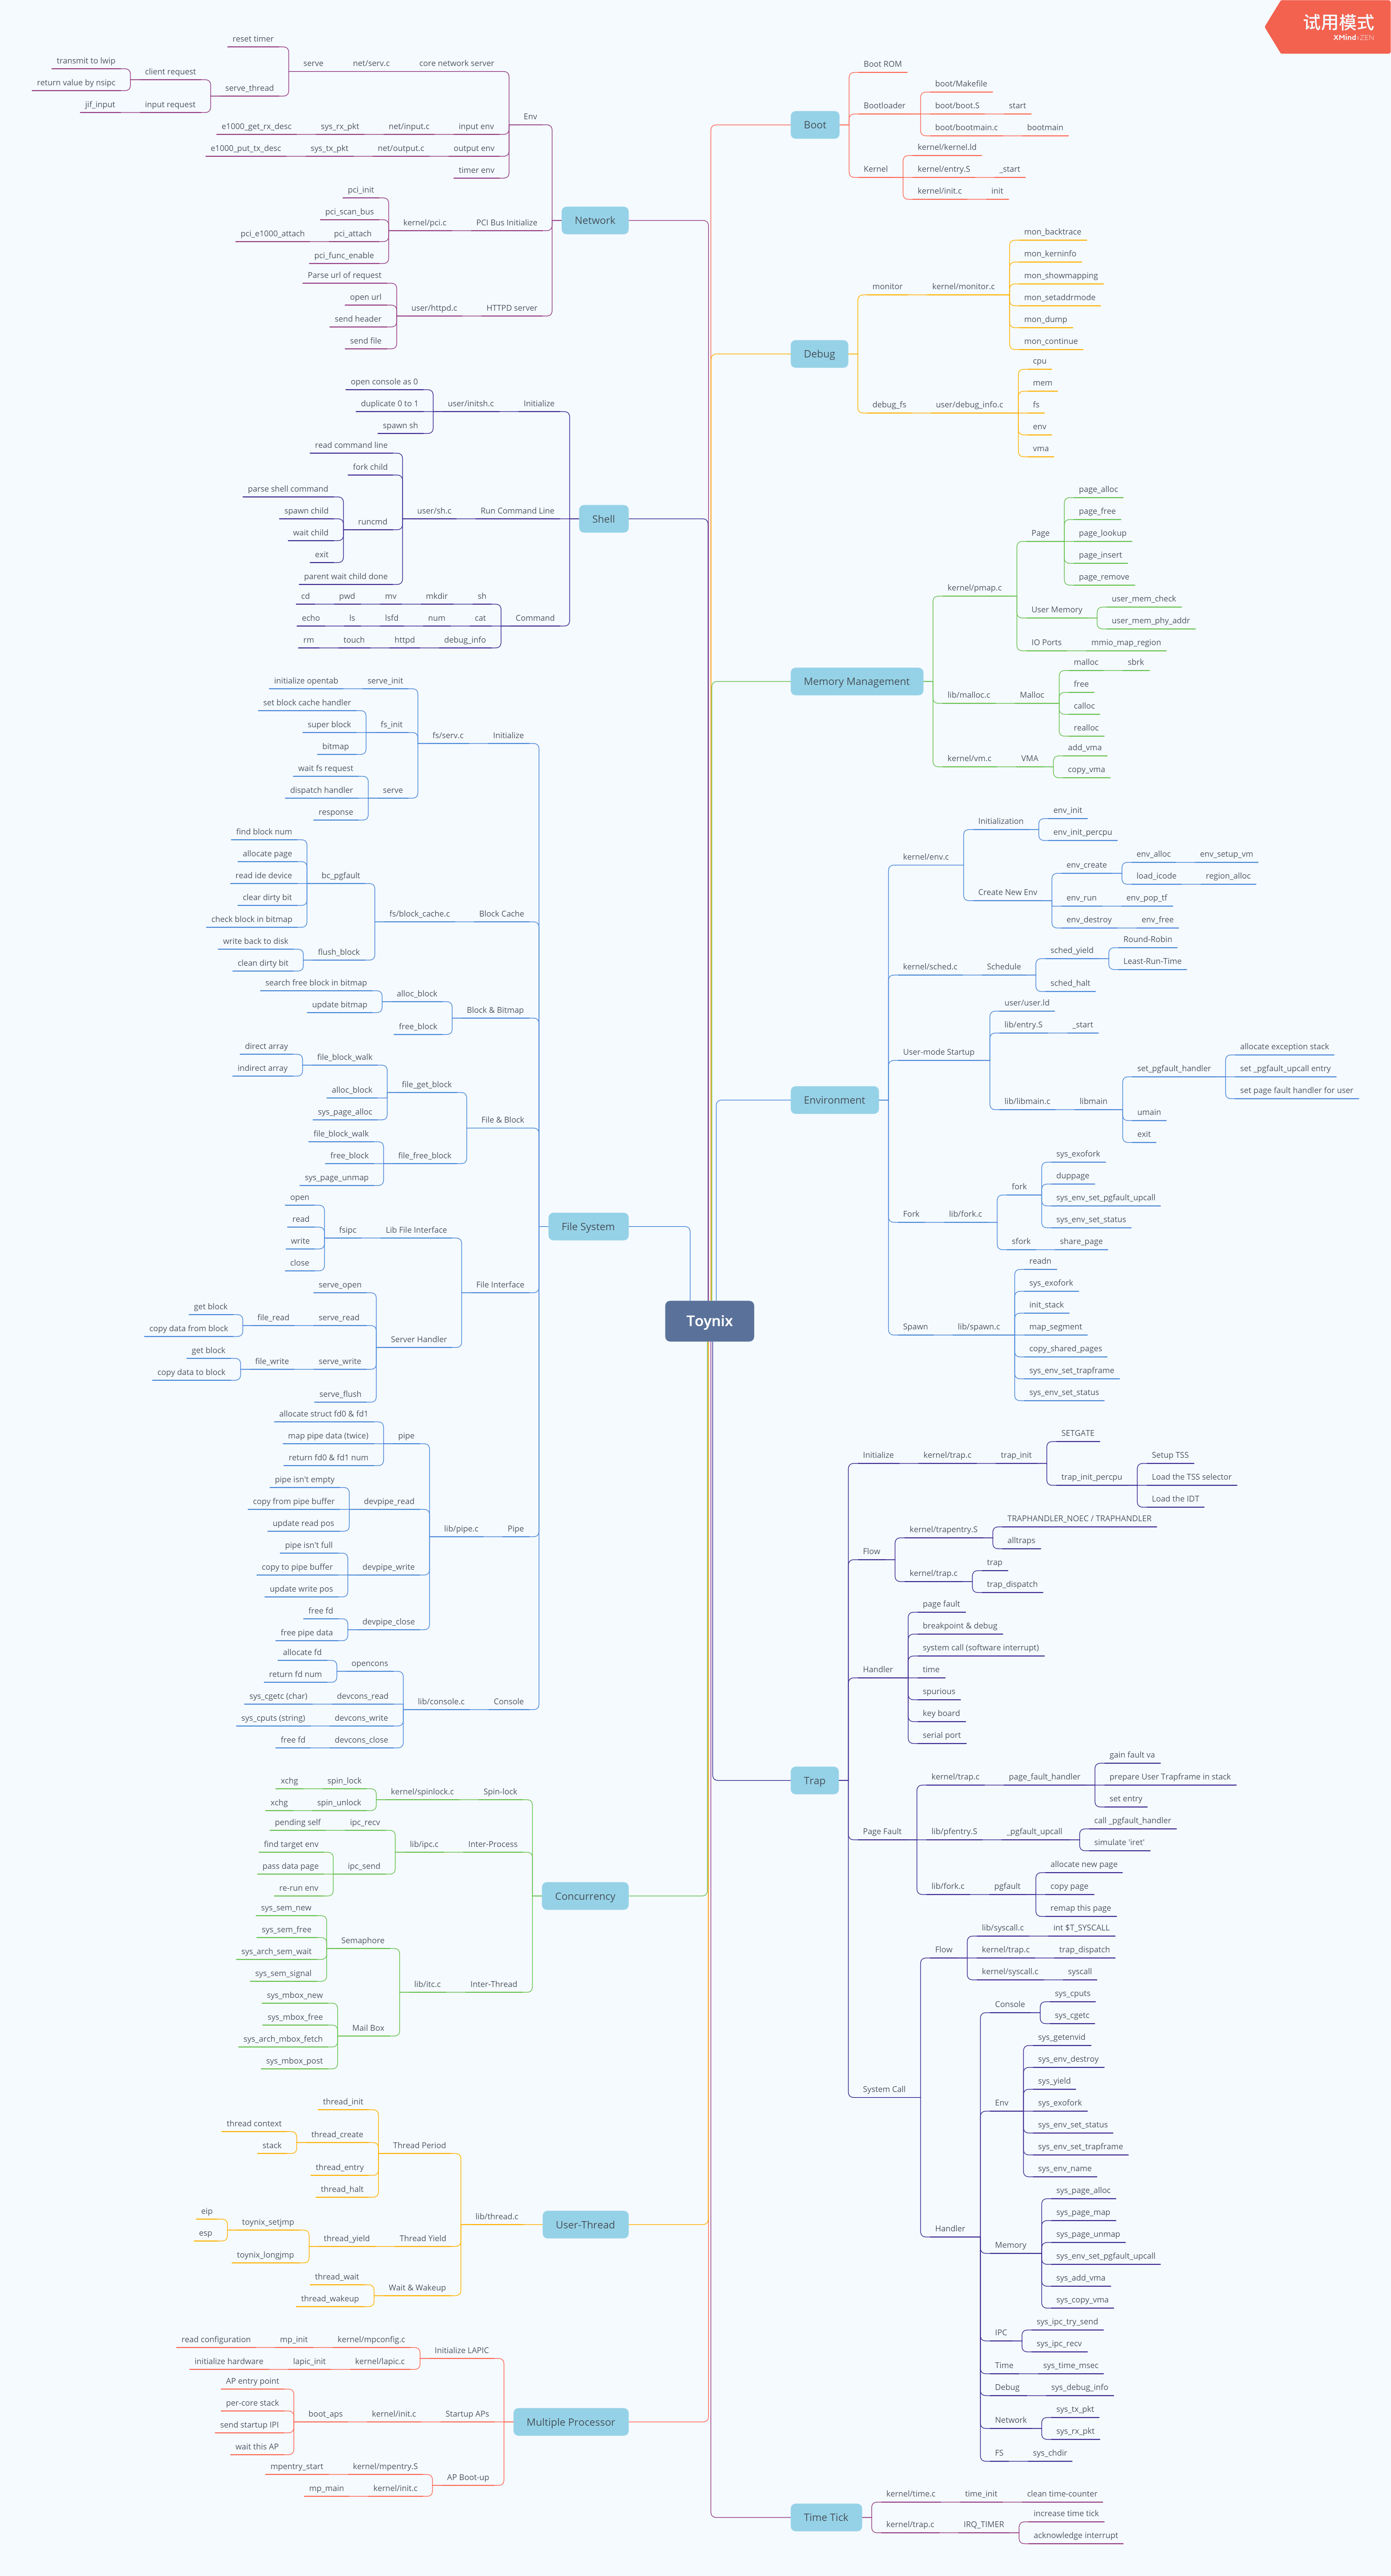 试用模式
XMind:ZEN
Toynix
Boot
Boot ROM
Bootloader
boot/Makefile
boot/boot.S
start
boot/bootmain.c
bootmain
Kernel
kernel/kernel.ld
kernel/entry.S
_start
kernel/init.c
init
Debug
monitor
kernel/monitor.c
mon_backtrace
mon_kerninfo
mon_showmapping
mon_setaddrmode
mon_dump
mon_continue
debug_fs
user/debug_info.c
cpu
mem
fs
env
vma
Memory Management
kernel/pmap.c
Page
page_alloc
page_free
page_lookup
page_insert
page_remove
User Memory
user_mem_check
user_mem_phy_addr
IO Ports
mmio_map_region
lib/malloc.c
Malloc
malloc
sbrk
free
calloc
realloc
kernel/vm.c
VMA
add_vma
copy_vma
Environment
kernel/env.c
Initialization
env_init
env_init_percpu
Create New Env
env_create
env_alloc
env_setup_vm
load_icode
region_alloc
env_run
env_pop_tf
env_destroy
env_free
kernel/sched.c
Schedule
sched_yield
Round-Robin
Least-Run-Time
sched_halt
User-mode Startup
user/user.ld
lib/entry.S
_start
lib/libmain.c
libmain
set_pgfault_handler
allocate exception stack
set _pgfault_upcall entry
set page fault handler for user
umain
exit
Fork
lib/fork.c
fork
sys_exofork
duppage
sys_env_set_pgfault_upcall
sys_env_set_status
sfork
share_page
Spawn
lib/spawn.c
readn
sys_exofork
init_stack
map_segment
copy_shared_pages
sys_env_set_trapframe
sys_env_set_status
Trap
Initialize
kernel/trap.c
trap_init
SETGATE
trap_init_percpu
Setup TSS
Load the TSS selector
Load the IDT
Flow
kernel/trapentry.S
TRAPHANDLER_NOEC / TRAPHANDLER
alltraps
kernel/trap.c
trap
trap_dispatch
Handler
page fault
breakpoint & debug
system call (software interrupt)
time
spurious
key board
serial port
Page Fault
kernel/trap.c
page_fault_handler
gain fault va
prepare User Trapframe in stack
set entry
lib/pfentry.S
_pgfault_upcall
call _pgfault_handler
simulate 'iret'
lib/fork.c
pgfault
allocate new page
copy page
remap this page
System Call
Flow
lib/syscall.c
int $T_SYSCALL
kernel/trap.c
trap_dispatch
kernel/syscall.c
syscall
Handler
Console
sys_cputs
sys_cgetc
Env
sys_getenvid
sys_env_destroy
sys_yield
sys_exofork
sys_env_set_status
sys_env_set_trapframe
sys_env_name
Memory
sys_page_alloc
sys_page_map
sys_page_unmap
sys_env_set_pgfault_upcall
sys_add_vma
sys_copy_vma
IPC
sys_ipc_try_send
sys_ipc_recv
Time
sys_time_msec
Debug
sys_debug_info
Network
sys_tx_pkt
sys_rx_pkt
FS
sys_chdir
Time Tick
kernel/time.c
time_init
clean time-counter
kernel/trap.c
IRQ_TIMER
increase time tick
acknowledge interrupt
Network
Env
core network server
net/serv.c
serve
reset timer
serve_thread
client request
transmit to lwip
return value by nsipc
input request
jif_input
input env
net/input.c
sys_rx_pkt
e1000_get_rx_desc
output env
net/output.c
sys_tx_pkt
e1000_put_tx_desc
timer env
PCI Bus Initialize
kernel/pci.c
pci_init
pci_scan_bus
pci_attach
pci_e1000_attach
pci_func_enable
HTTPD server
user/httpd.c
Parse url of request
open url
send header
send file
Shell
Initialize
user/initsh.c
open console as 0
duplicate 0 to 1
spawn sh
Run Command Line
user/sh.c
read command line
fork child
runcmd
parse shell command
spawn child
wait child
exit
parent wait child done
Command
cd pwd mv mkdir sh
echo ls lsfd num cat
rm touch httpd debug_info
File System
Initialize
fs/serv.c
serve_init
initialize opentab
fs_init
set block cache handler
super block
bitmap
serve
wait fs request
dispatch handler
response
Block Cache
fs/block_cache.c
bc_pgfault
find block num
allocate page
read ide device
clear dirty bit
check block in bitmap
flush_block
write back to disk
clean dirty bit
Block & Bitmap
alloc_block
search free block in bitmap
update bitmap
free_block
File & Block
file_get_block
file_block_walk
direct array
indirect array
alloc_block
sys_page_alloc
file_free_block
file_block_walk
free_block
sys_page_unmap
File Interface
Lib File Interface
fsipc
open
read
write
close
Server Handler
serve_open
serve_read
file_read
get block
copy data from block
serve_write
file_write
get block
copy data to block
serve_flush
Pipe
lib/pipe.c
pipe
allocate struct fd0 & fd1
map pipe data (twice)
return fd0 & fd1 num
devpipe_read
pipe isn't empty
copy from pipe buffer
update read pos
devpipe_write
pipe isn't full
copy to pipe buffer
update write pos
devpipe_close
free fd
free pipe data
Console
lib/console.c
opencons
allocate fd
return fd num
devcons_read
sys_cgetc (char)
devcons_write
sys_cputs (string)
devcons_close
free fd
Concurrency
Spin-lock
kernel/spinlock.c
spin_lock
xchg
spin_unlock
xchg
Inter-Process
lib/ipc.c
ipc_recv
pending self
ipc_send
find target env
pass data page
re-run env
Inter-Thread
lib/itc.c
Semaphore
sys_sem_new
sys_sem_free
sys_arch_sem_wait
sys_sem_signal
Mail Box
sys_mbox_new
sys_mbox_free
sys_arch_mbox_fetch
sys_mbox_post
User-Thread
lib/thread.c
Thread Period
thread_init
thread_create
thread context
stack
thread_entry
thread_halt
Thread Yield
thread_yield
toynix_setjmp
eip
esp
toynix_longjmp
Wait & Wakeup
thread_wait
thread_wakeup
Multiple Processor
Initialize LAPIC
kernel/mpconfig.c
mp_init
read configuration
kernel/lapic.c
lapic_init
initialize hardware
Startup APs
kernel/init.c
boot_aps
AP entry point
per-core stack
send startup IPI
wait this AP
AP Boot-up
kernel/mpentry.S
mpentry_start
kernel/init.c
mp_main